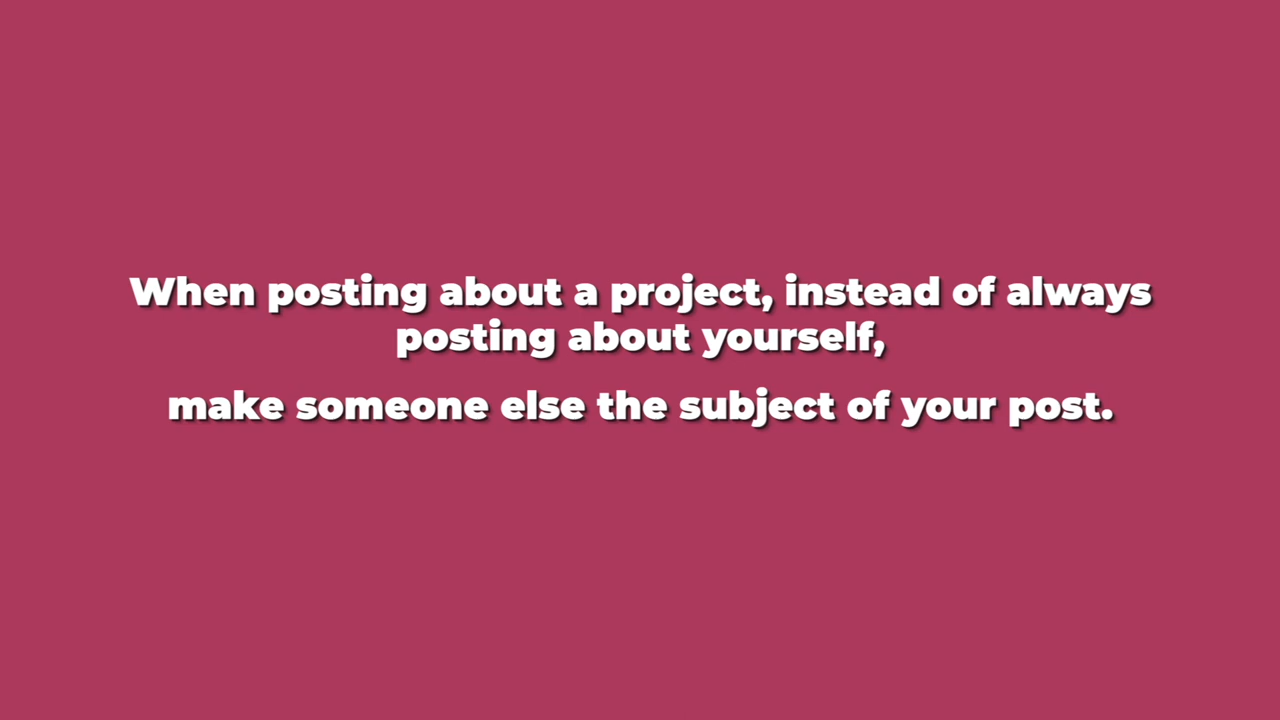 When posting about a project, instead of always
posting about yourself,
make someone else the subject of your post.